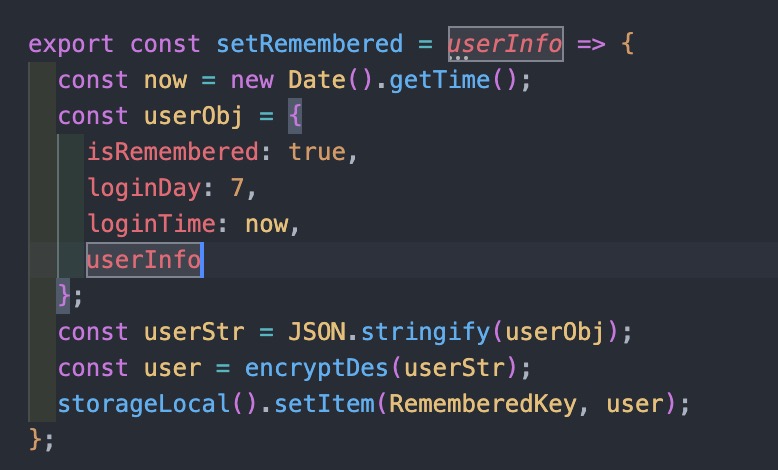 export const setRemembered = userInfo => {
  const now = new Date().getTime();
  const userObj = {
    isRemembered: true,
    loginDay: 7,
    loginTime: now,
    userInfo
  };
  const userStr = JSON.stringify(userObj);
  const user = encryptDes(userStr);
  storageLocal().setItem(RememberedKey, user);
};